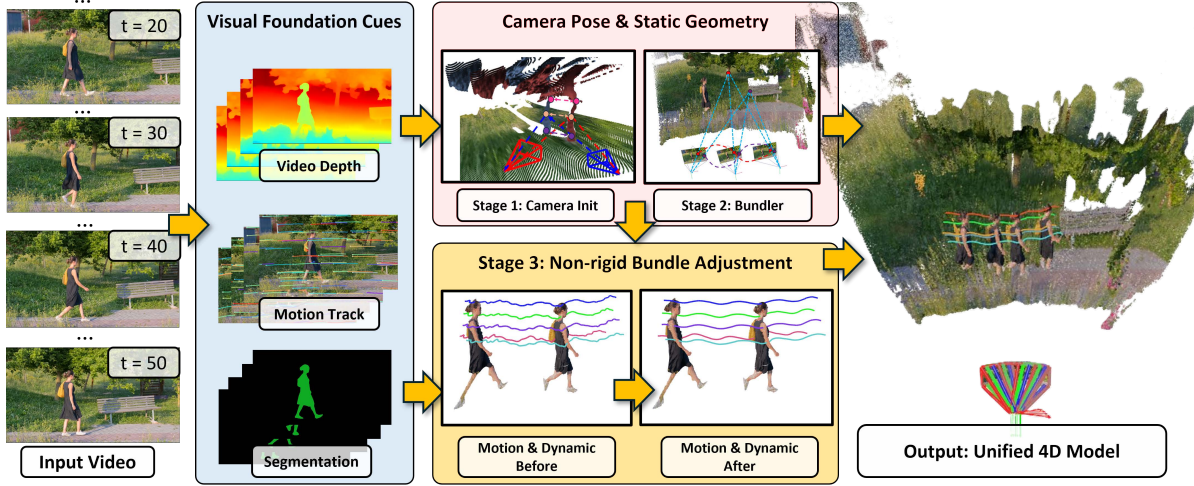 ...
t = 20
...
t = 30
...
t = 40
...
t = 50
Input Video
Visual Foundation Cues
Video Depth
Motion Track
Segmentation
Camera Pose & Static Geometry
Stage 1: Camera Init
Stage 2: Bundler
Stage 3: Non-rigid Bundle Adjustment
Motion & Dynamic
Before
Motion & Dynamic
After
Output: Unified 4D Model